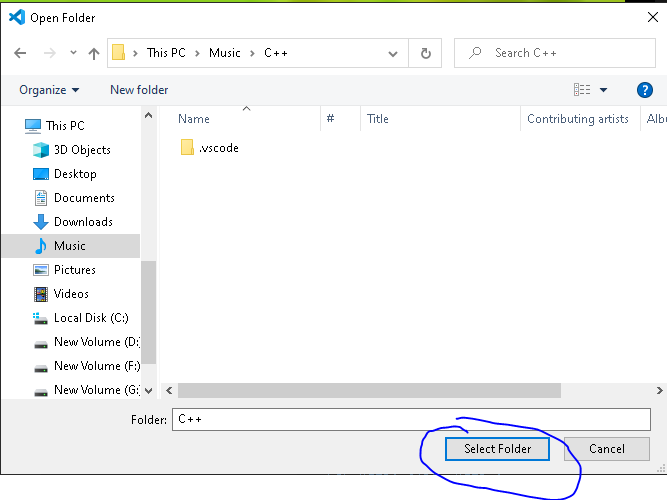 Open Folder
This PC Music C++
Search C++
Organize New folder
Name # Title Contributing artists Albu
.vscode
This PC
3D Objects
Desktop
Documents
Downloads
Music
Pictures
Videos
Local Disk (C:)
New Volume (D:
New Volume (F:)
New Volume (G:
Folder: C++
Select Folder Cancel